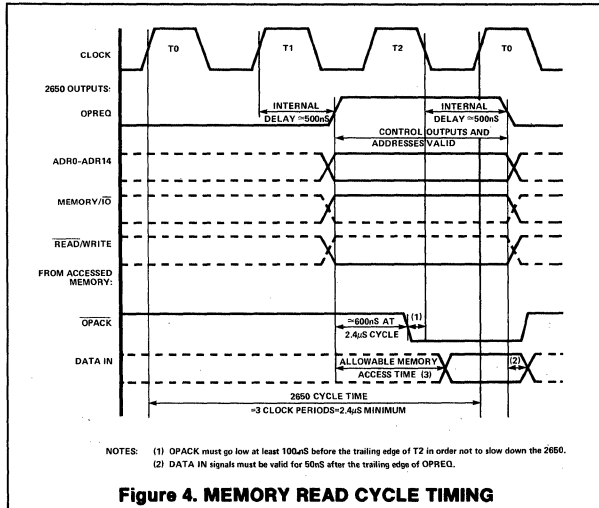 CLOCK T0 T1 T2 T0
2650 OUTPUTS:
OPREQ
INTERNAL
DELAY ≃500nS
INTERNAL
DELAY ≃500nS
CONTROL OUTPUTS AND
ADDRESSES VALID
ADR0-ADR14
MEMORY/I̅O̅
R̅E̅A̅D̅/WRITE
FROM ACCESSED
MEMORY:
O̅P̅A̅C̅K̅
≃600nS AT
2.4μS CYCLE
(1)
DATA IN
ALLOWABLE MEMORY
ACCESS TIME (3)
(2)
2650 CYCLE TIME
=3 CLOCK PERIODS=2.4μS MINIMUM
NOTES: (1) OPACK must go low at least 100nS before the trailing edge of T2 in order not to slow down the 2650.
(2) DATA IN signals must be valid for 50nS after the trailing edge of OPREQ.
Figure 4. MEMORY READ CYCLE TIMING